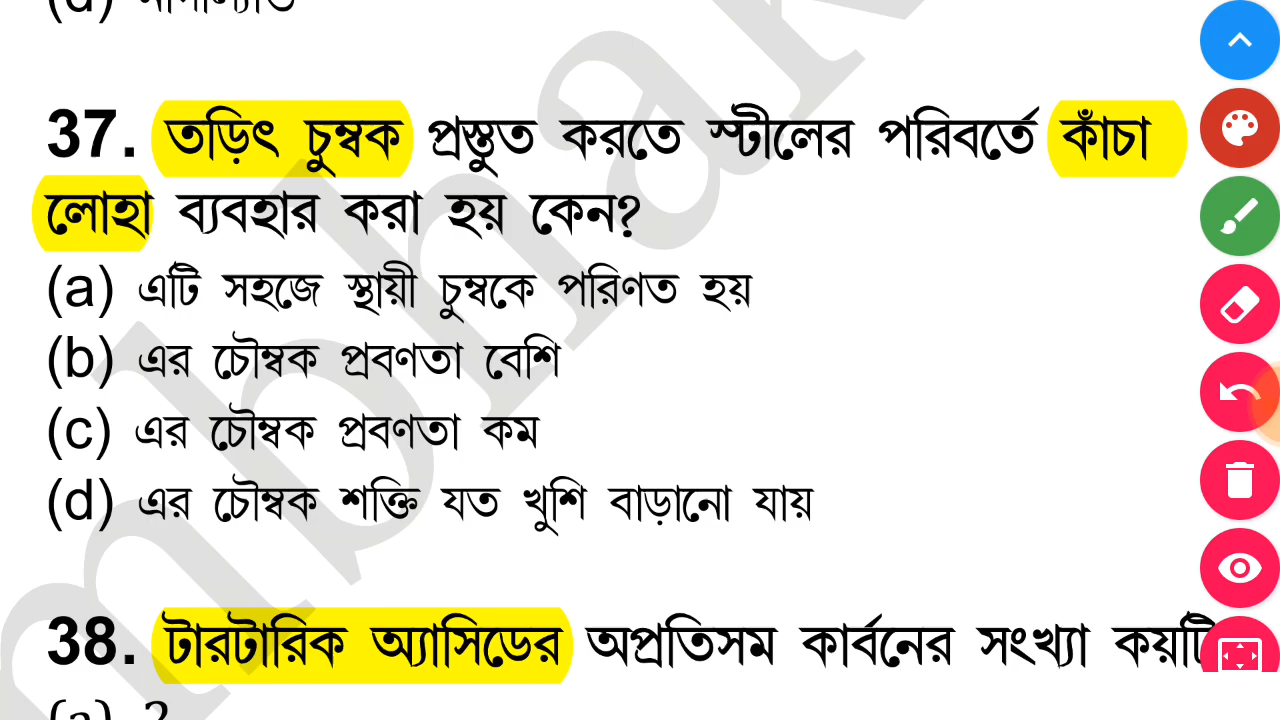 37. তড়িৎ চুম্বক প্রস্তুত করতে স্টীলের পরিবর্তে কাঁচা
লোহা ব্যবহার করা হয় কেন?
(a) এটি সহজে স্থায়ী চুম্বকে পরিণত হয়
(b) এর চৌম্বক প্রবণতা বেশি
(c) এর চৌম্বক প্রবণতা কম
(d) এর চৌম্বক শক্তি যত খুশি বাড়ানো যায়
38. টারটারিক অ্যাসিডের অপ্রতিসম কার্বনের সংখ্যা কয়টি
(a) 2